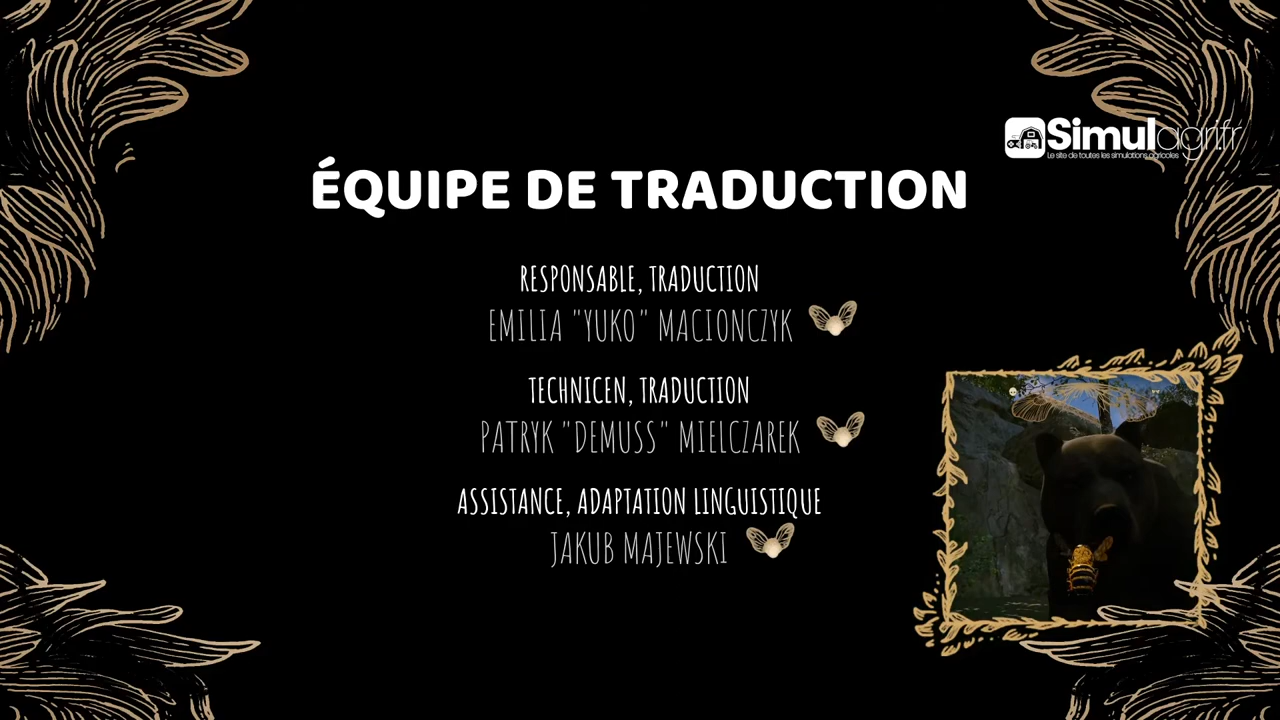 Simulagri.fr
Le site de toutes les simulations agricoles
ÉQUIPE DE TRADUCTION
RESPONSABLE, TRADUCTION
EMILIA "YUKO" MACIONCZYK
TECHNICEN, TRADUCTION
PATRYK "DEMUSS" MIELCZAREK
ASSISTANCE, ADAPTATION LINGUISTIQUE
JAKUB MAJEWSKI